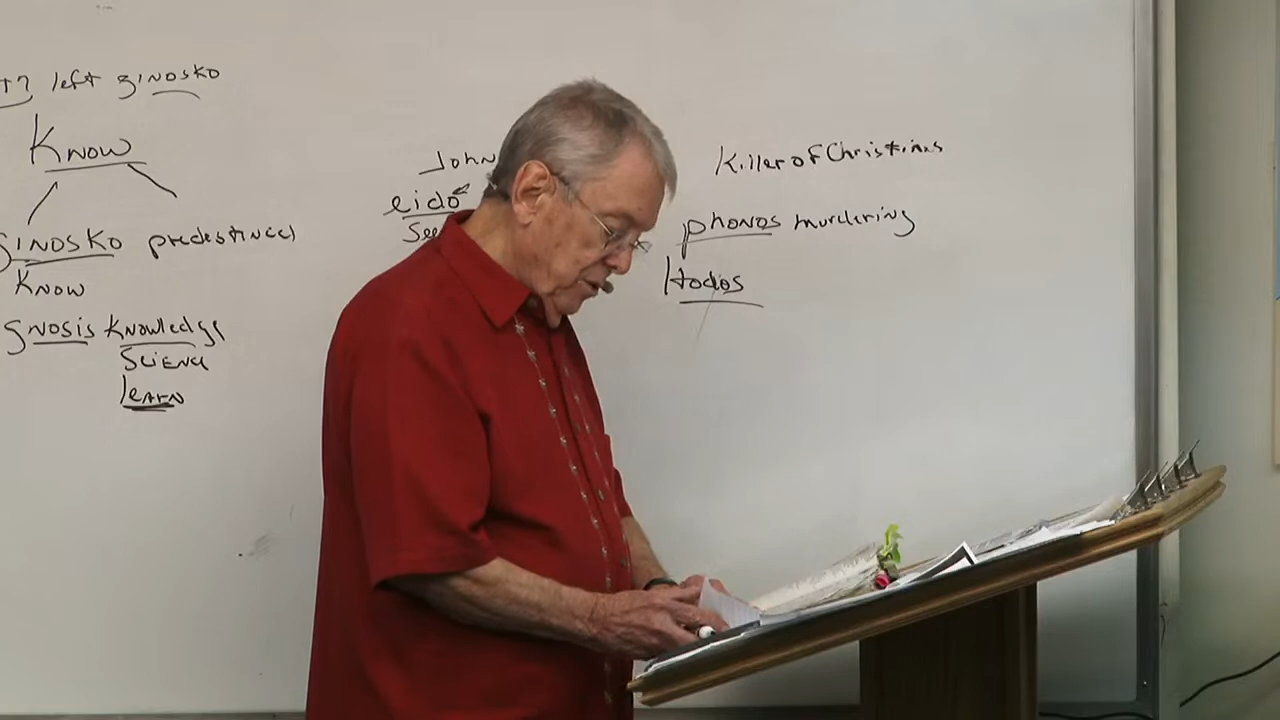 left ginosko
Know
GINOSKO predestined
KNOW
gnosis Knowledge
SCIENCE
learn
John
eido
See
Killer of Christians
phonos murdering
Hodos